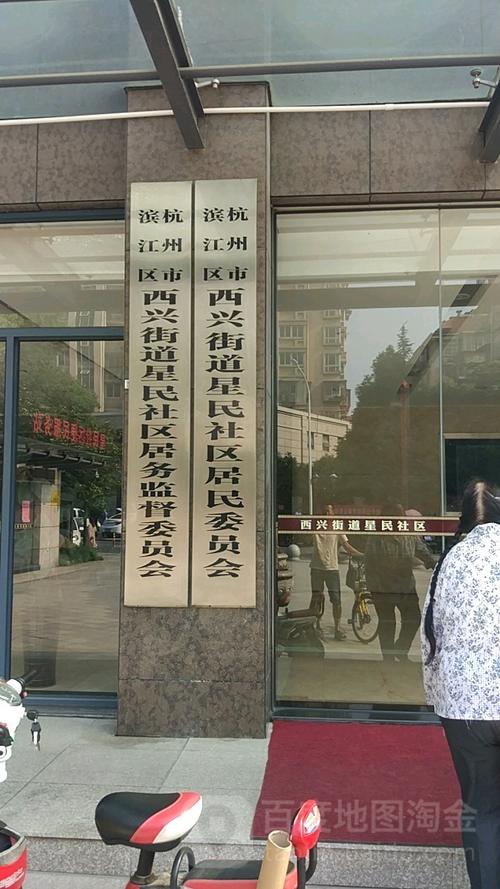 杭州市
滨江区
西兴街道星民社区居民委员会
杭州市
滨江区
西兴街道星民社区居务监督委员会
西兴街道星民社区
百度地图淘金